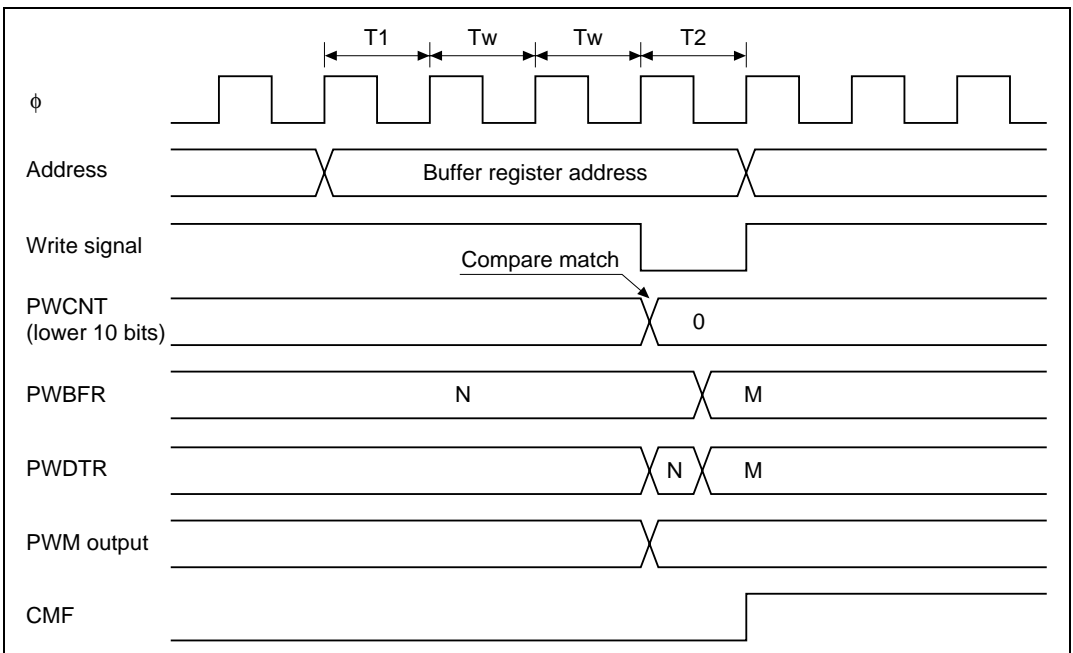 T1 Tw Tw T2
ϕ
Address Buffer register address
Write signal
Compare match
PWCNT
(lower 10 bits) 0
PWBFR N M
PWDTR N M
PWM output
CMF